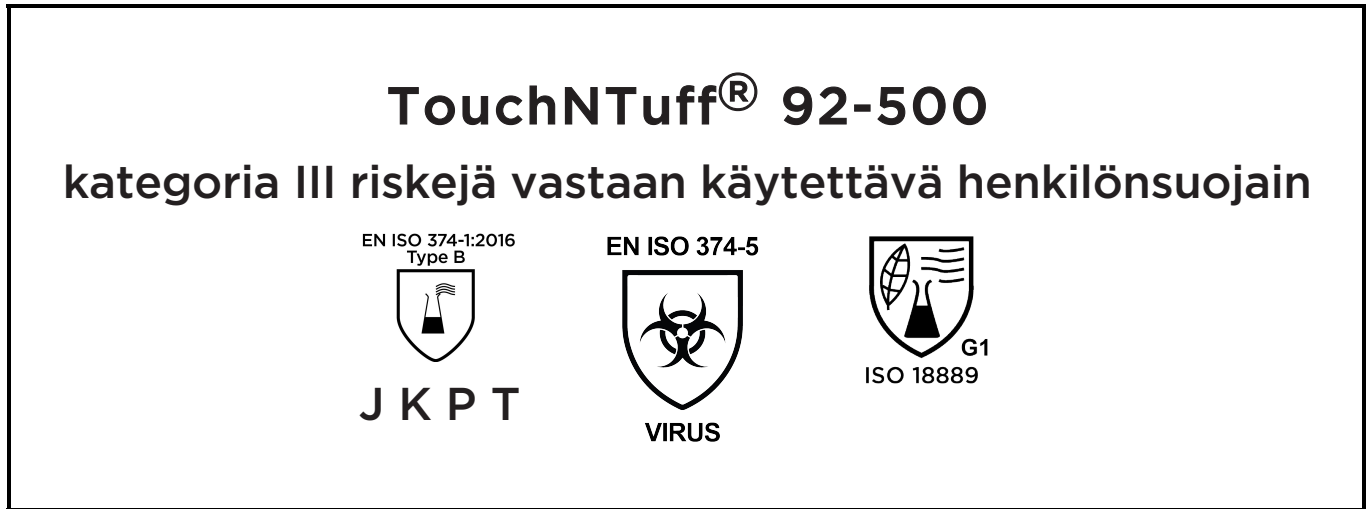 TouchNTuff® 92-500
kategoria III riskejä vastaan käytettävä henkilönsuojain
EN ISO 374-1:2016
Type B
J K P T
EN ISO 374-5
VIRUS
G1
ISO 18889